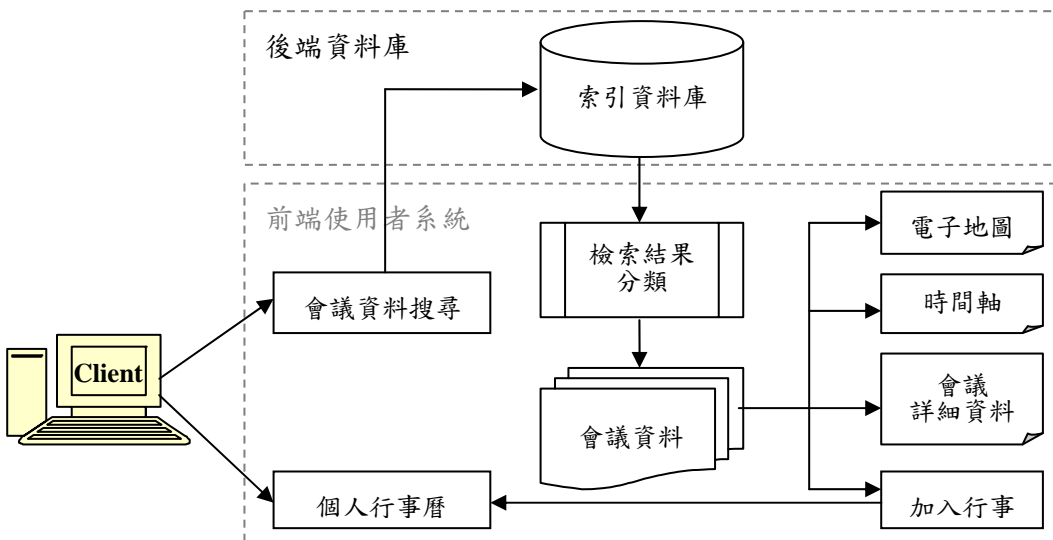 後端資料庫
索引資料庫
前端使用者系統
檢索結果
分類
電子地圖
會議資料搜尋
時間軸
Client
會議
詳細資料
會議資料
個人行事曆
加入行事